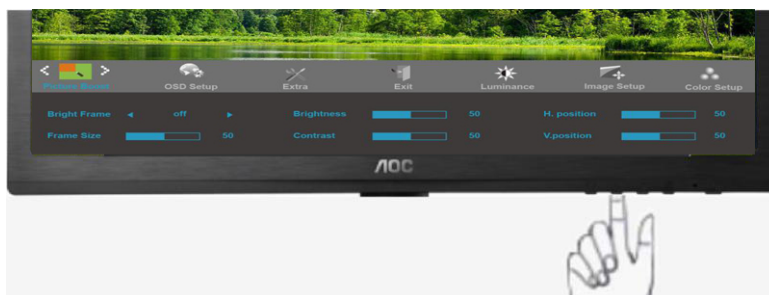 Picture Boost OSD Setup Extra Exit Luminance Image Setup Color Setup
Bright Frame off Brightness 50 H. position 50
Frame Size 50 Contrast 50 V.position 50
AOC